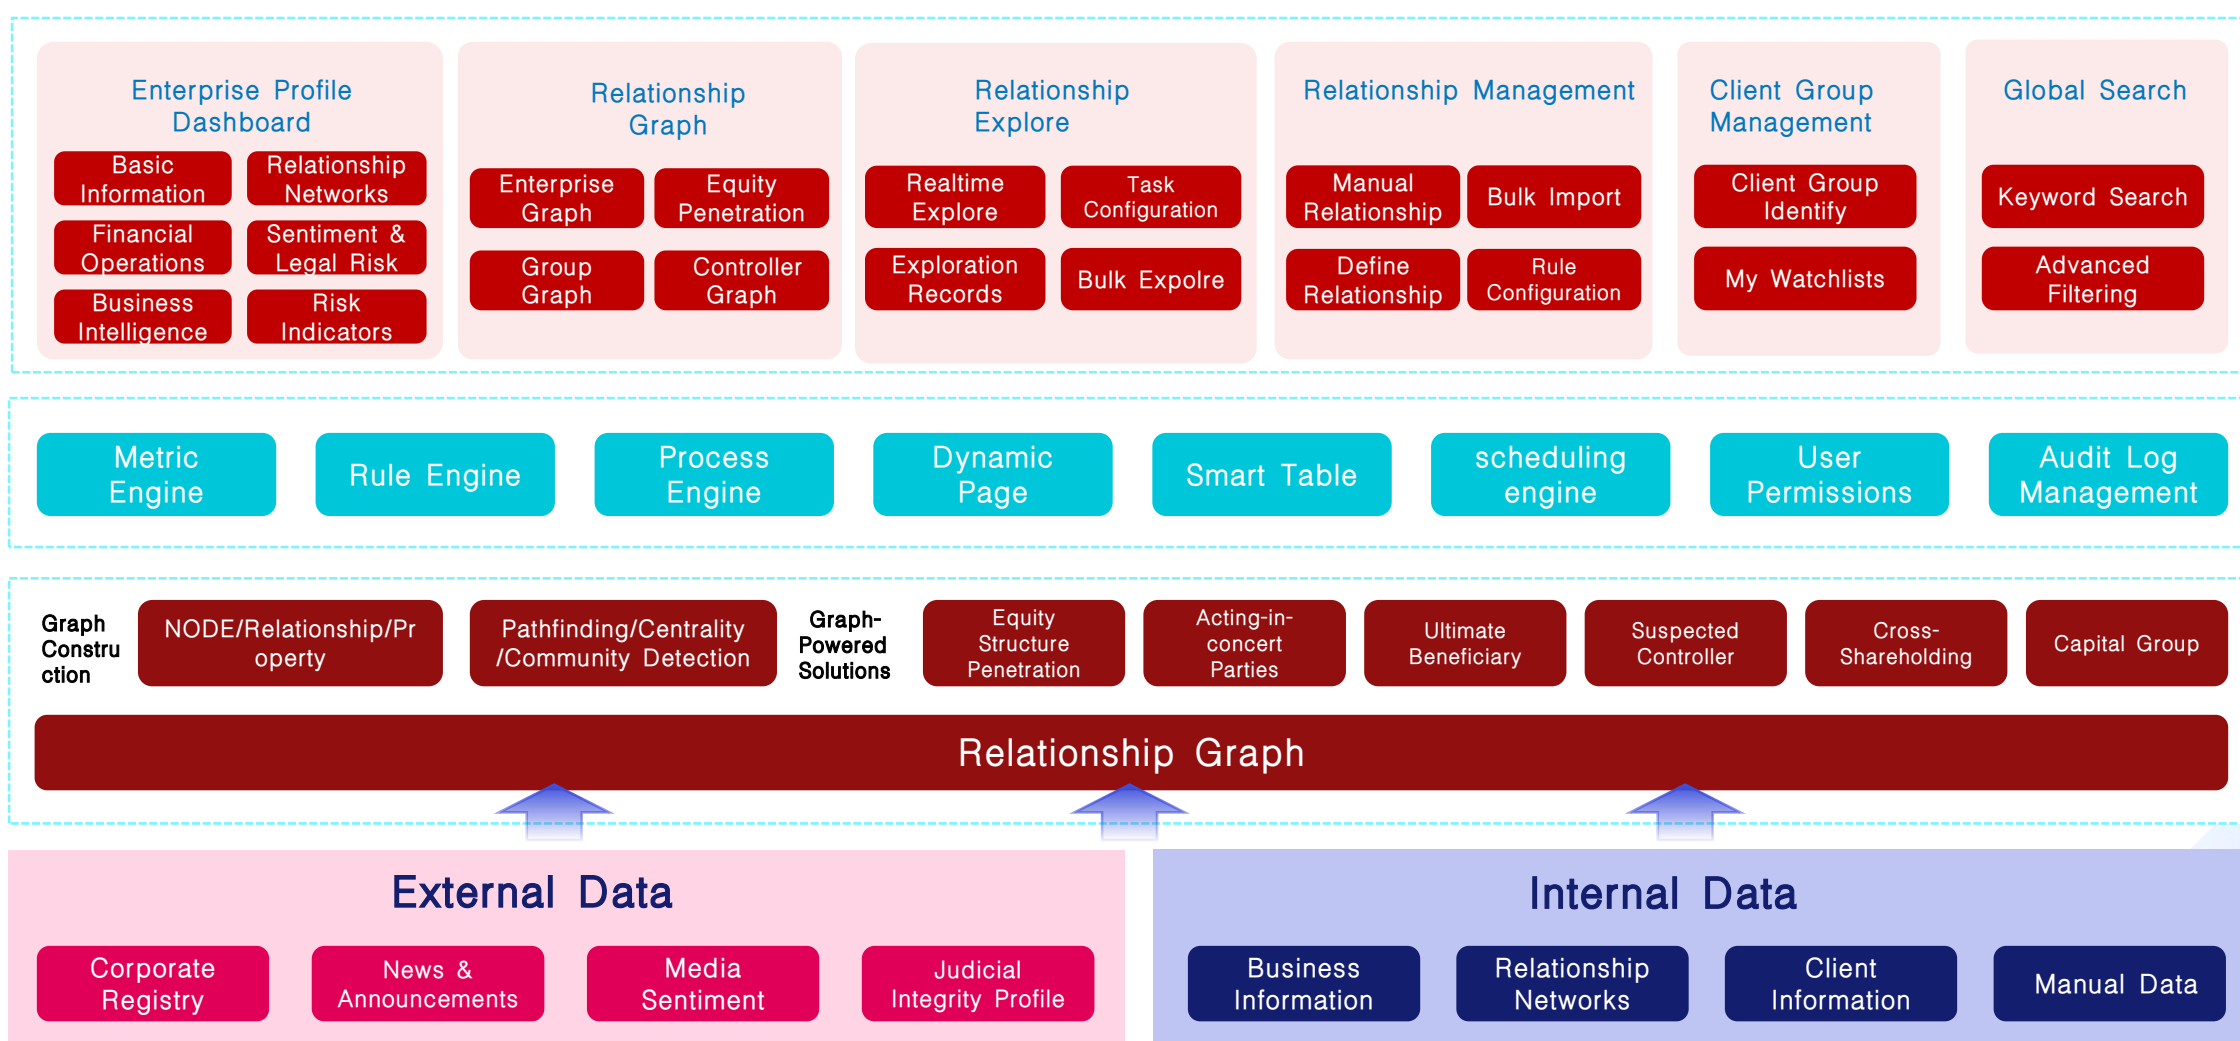 Enterprise Profile
Dashboard
Basic
Information
Relationship
Networks
Financial
Operations
Sentiment &
Legal Risk
Business
Intelligence
Risk
Indicators
Relationship
Graph
Enterprise
Graph
Equity
Penetration
Group
Graph
Controller
Graph
Relationship
Explore
Realtime
Explore
Task
Configuration
Exploration
Records
Bulk Expolre
Relationship Management
Manual
Relationship
Bulk Import
Define
Relationship
Rule
Configuration
Client Group
Management
Client Group
Identify
My Watchlists
Global Search
Keyword Search
Advanced
Filtering
Metric
Engine
Rule Engine
Process
Engine
Dynamic
Page
Smart Table
scheduling
engine
User
Permissions
Audit Log
Management
Graph
Constru
ction
NODE/Relationship/Pr
operty
Pathfinding/Centrality
/Community Detection
Graph-
Powered
Solutions
Equity
Structure
Penetration
Acting-in-
concert
Parties
Ultimate
Beneficiary
Suspected
Controller
Cross-
Shareholding
Capital Group
Relationship Graph
External Data
Corporate
Registry
News &
Announcements
Media
Sentiment
Judicial
Integrity Profile
Internal Data
Business
Information
Relationship
Networks
Client
Information
Manual Data